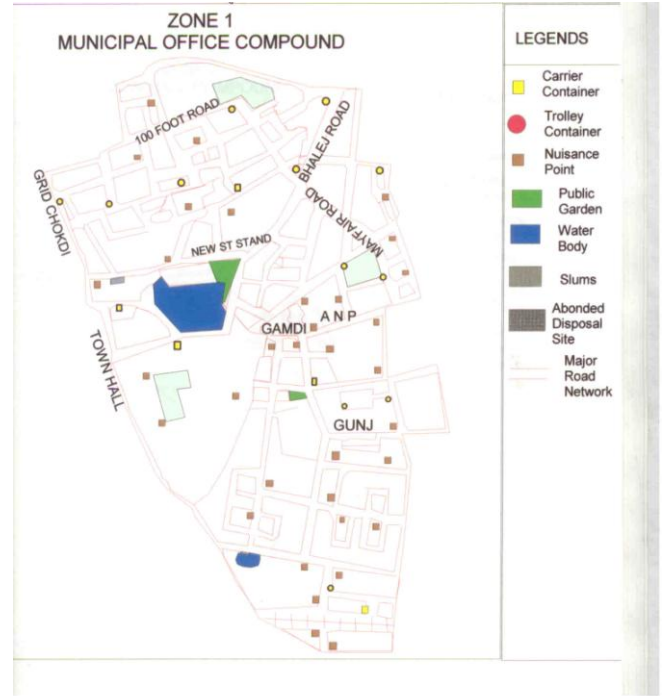 ZONE 1
MUNICIPAL OFFICE COMPOUND
100 FOOT ROAD
BHALEJ ROAD
GRID CHOKDI
MAYFAIR ROAD
NEW ST STAND
A N P
GAMDI
TOWN HALL
GUNJ
LEGENDS
Carrier
Container
Trolley
Container
Nuisance
Point
Public
Garden
Water
Body
Slums
Abonded
Disposal
Site
Major
Road
Network